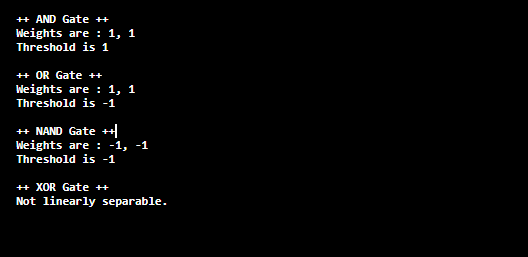 ++ AND Gate ++
Weights are : 1, 1
Threshold is 1
++ OR Gate ++
Weights are : 1, 1
Threshold is -1
++ NAND Gate ++
Weights are : -1, -1
Threshold is -1
++ XOR Gate ++
Not linearly separable.